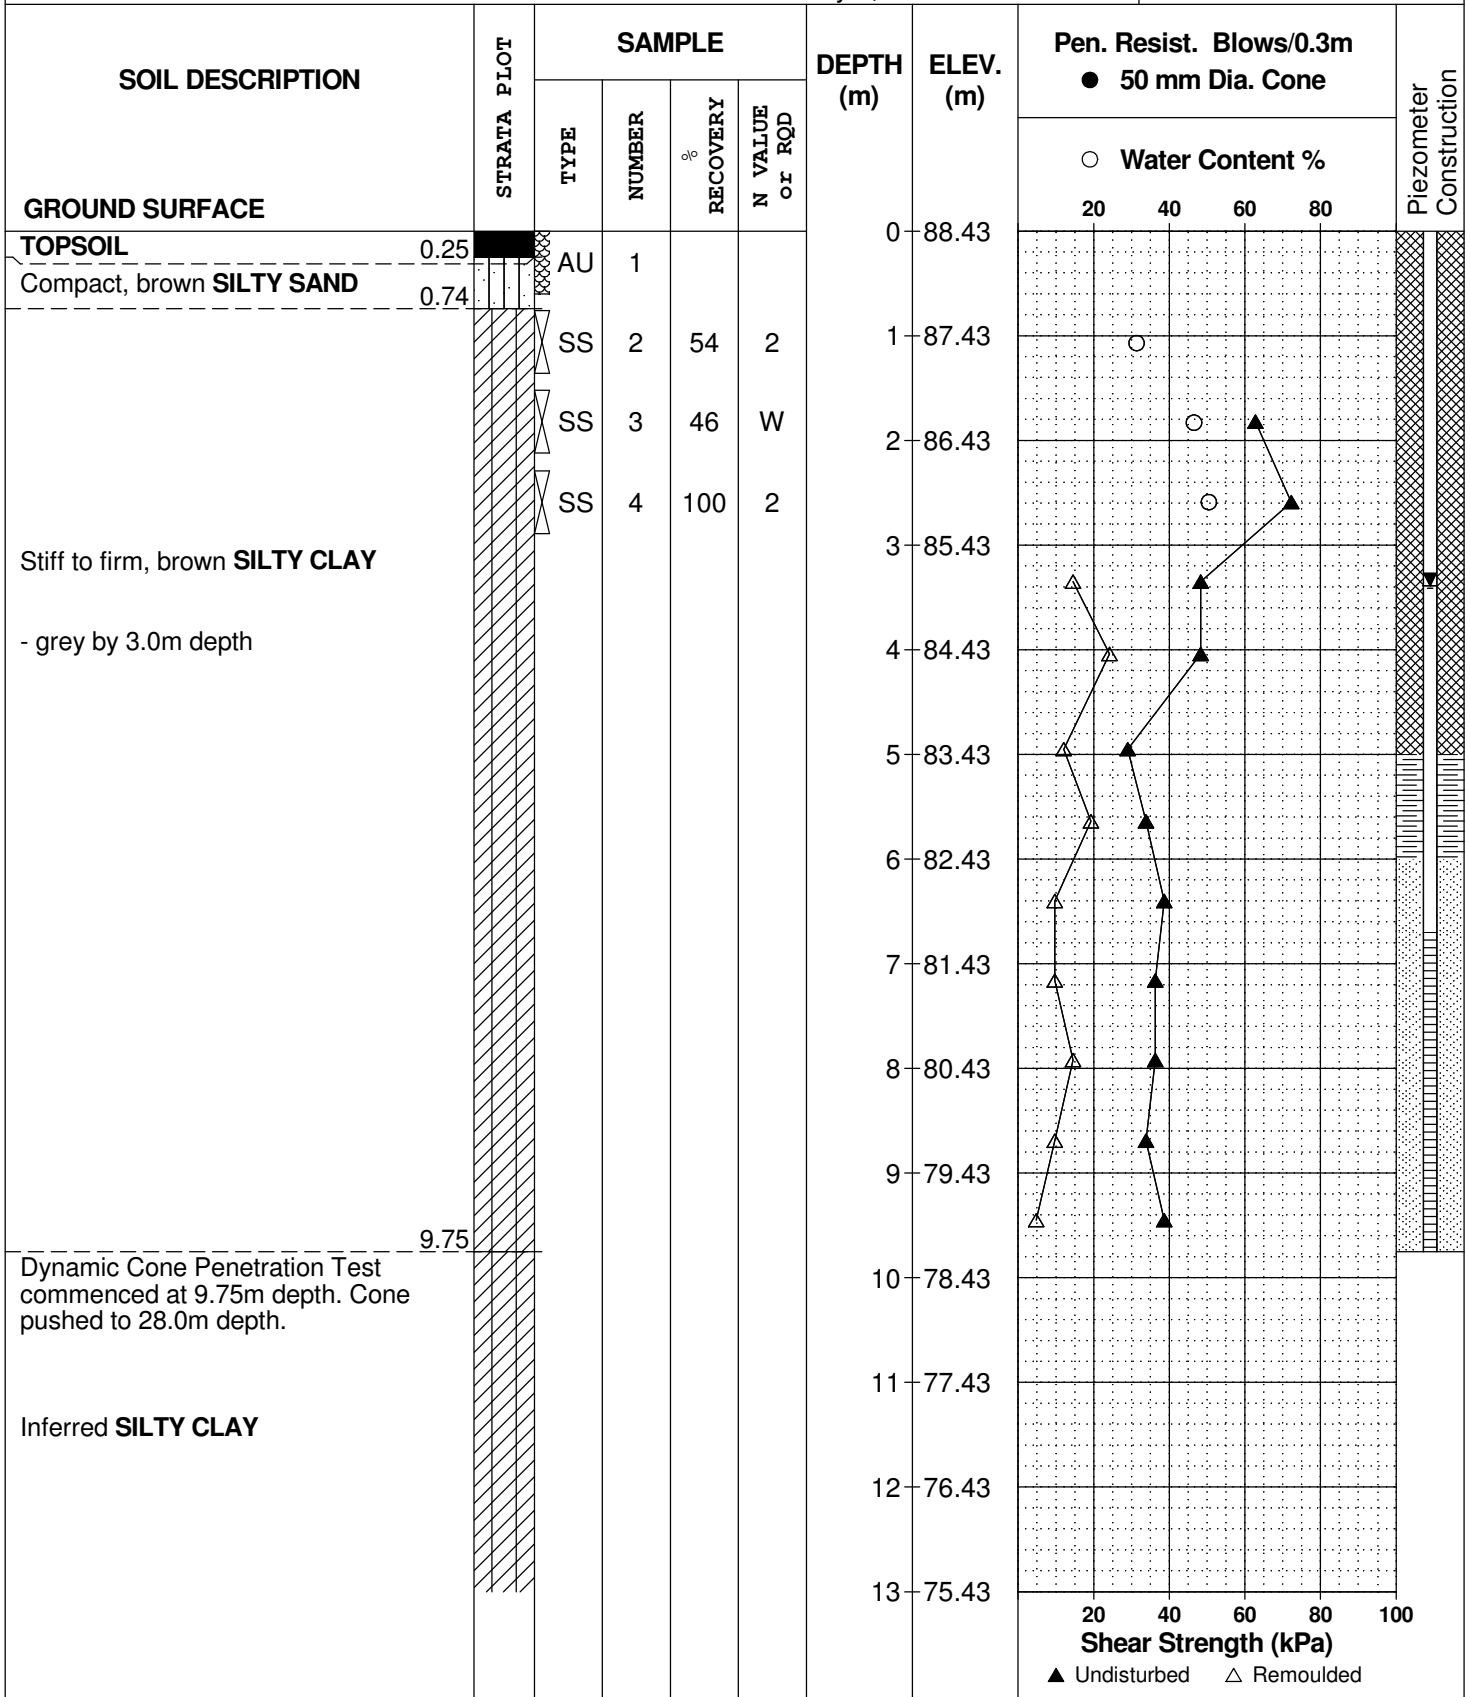 SOIL DESCRIPTION
GROUND SURFACE
STRATA PLOT
SAMPLE
TYPE
NUMBER
%
RECOVERY
N VALUE
or RQD
DEPTH
(m)
ELEV.
(m)
Pen. Resist. Blows/0.3m
● 50 mm Dia. Cone
○ Water Content %
20 40 60 80
Piezometer
Construction
TOPSOIL 0.25
Compact, brown SILTY SAND
0.74
AU 1
SS 2 54 2
SS 3 46 W
SS 4 100 2
Stiff to firm, brown SILTY CLAY
- grey by 3.0m depth
9.75
Dynamic Cone Penetration Test
commenced at 9.75m depth. Cone
pushed to 28.0m depth.
Inferred SILTY CLAY
0 88.43
1 87.43
2 86.43
3 85.43
4 84.43
5 83.43
6 82.43
7 81.43
8 80.43
9 79.43
10 78.43
11 77.43
12 76.43
13 75.43
20 40 60 80 100
Shear Strength (kPa)
▲ Undisturbed △ Remoulded